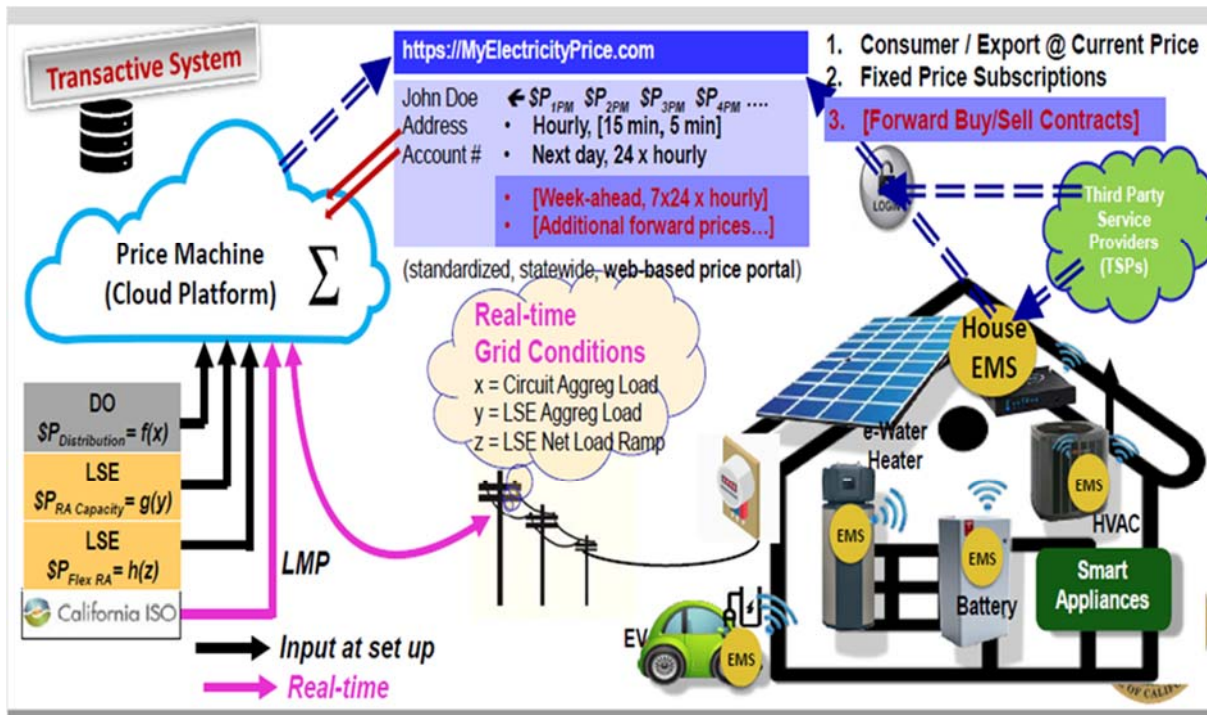 Transactive System
https://MyElectricityPrice.com
John Doe
Address
Account #
← $P1PM $P2PM $P3PM $P4PM ....
• Hourly, [15 min, 5 min]
• Next day, 24 x hourly
• [Week-ahead, 7x24 x hourly]
• [Additional forward prices...]
(standardized, statewide, web-based price portal)
1. Consumer / Export @ Current Price
2. Fixed Price Subscriptions
3. [Forward Buy/Sell Contracts]
LOGIN
Third Party
Service
Providers
(TSPs)
Price Machine
(Cloud Platform)
Σ
Real-time
Grid Conditions
x = Circuit Aggreg Load
y = LSE Aggreg Load
z = LSE Net Load Ramp
House
EMS
DO
$PDistribution = f(x)
LSE
$PRA Capacity = g(y)
LSE
$PFlex RA = h(z)
California ISO
LMP
Input at set up
Real-time
e-Water
Heater
EMS
EMS
HVAC
EMS
Battery
Smart
Appliances
EV
EMS
OF CALIF